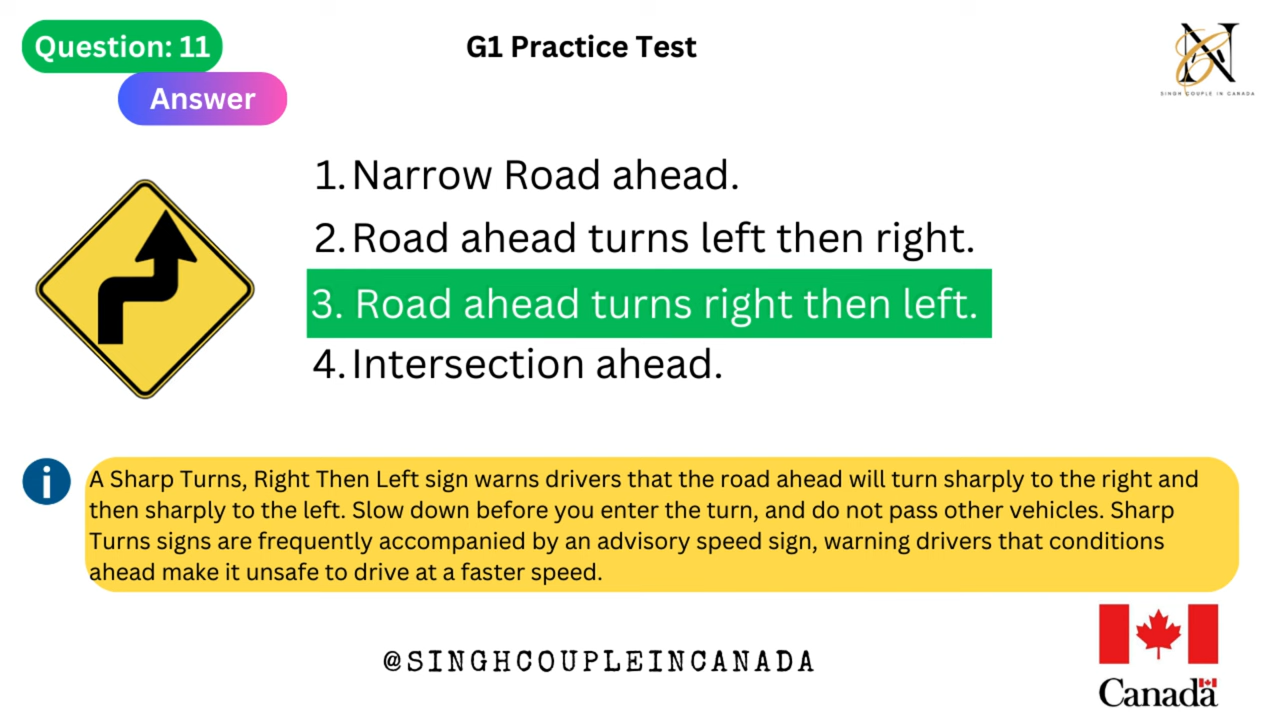 Question: 11
G1 Practice Test
SINGH COUPLE IN CANADA
Answer
1. Narrow Road ahead.
2. Road ahead turns left then right.
3. Road ahead turns right then left.
4. Intersection ahead.
i
A Sharp Turns, Right Then Left sign warns drivers that the road ahead will turn sharply to the right and
then sharply to the left. Slow down before you enter the turn, and do not pass other vehicles. Sharp
Turns signs are frequently accompanied by an advisory speed sign, warning drivers that conditions
ahead make it unsafe to drive at a faster speed.
@SINGHCOUPLEINCANADA
Canada